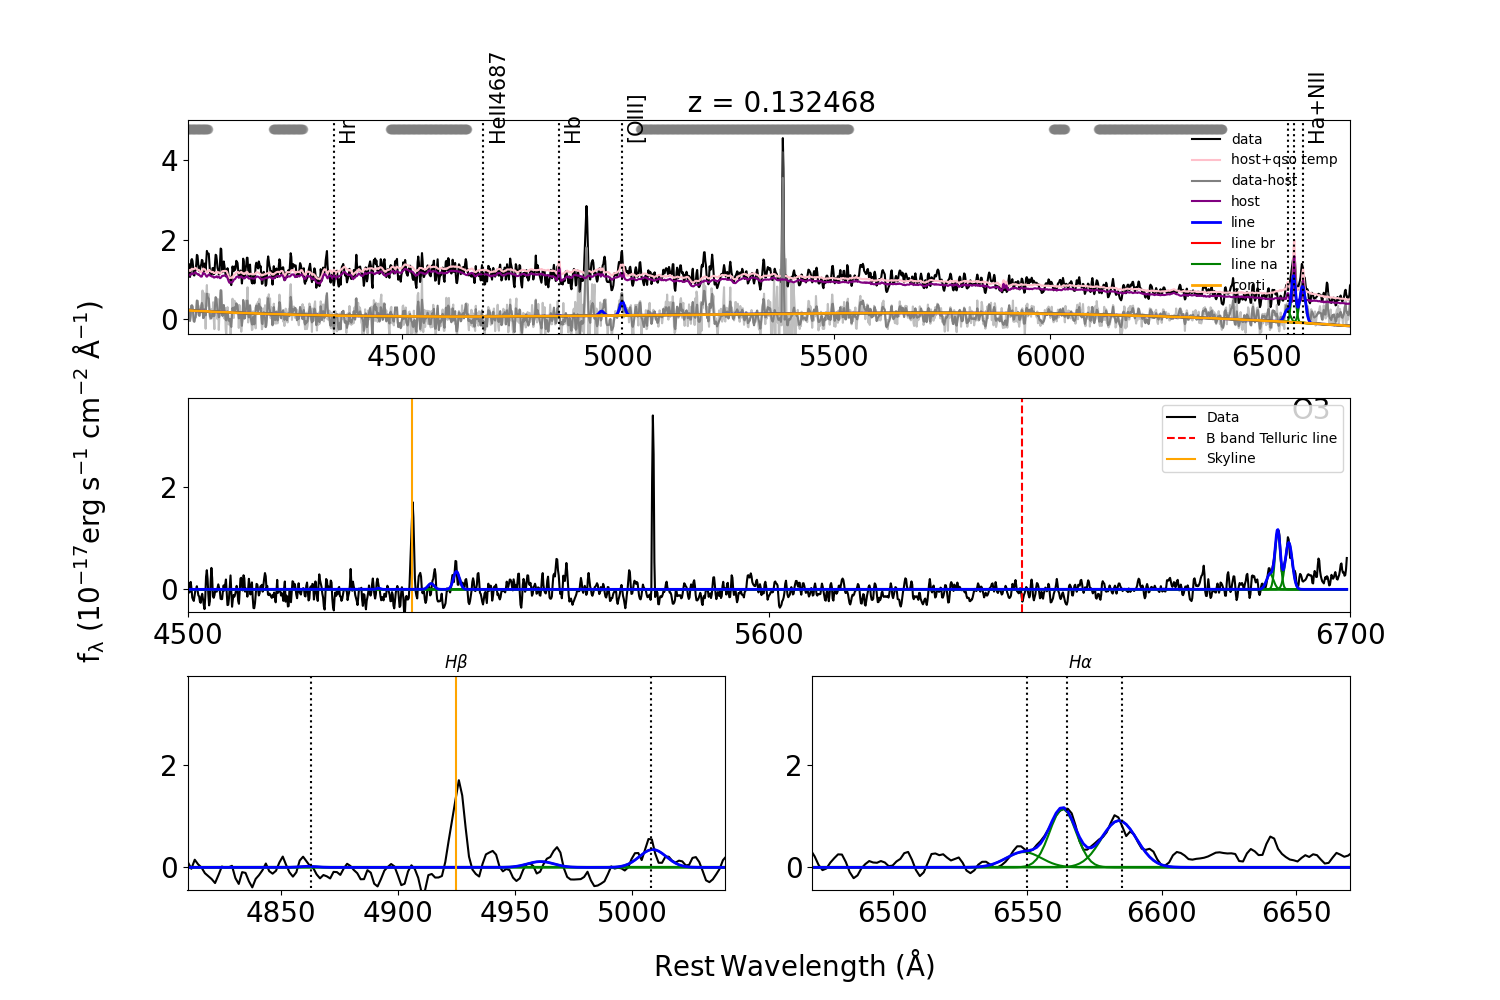 z = 0.132468
Hr
HeII4687
Hb
[OIII]
Ha+NII
data
host+qso temp
data-host
host
line
line br
line na
conti
4
2
0
4500
5000
5500
6000
6500
fλ (10⁻¹⁷erg s⁻¹ cm⁻² Å⁻¹)
O3
Data
B band Telluric line
Skyline
2
0
4500
5600
6700
Hβ
2
0
4850
4900
4950
5000
Hα
2
0
6500
6550
6600
6650
Rest Wavelength (Å)